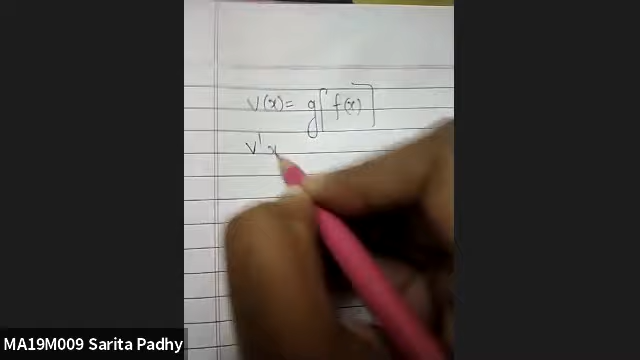 v(x) = g[f(x)]
v'x
MA19M009 Sarita Padhy